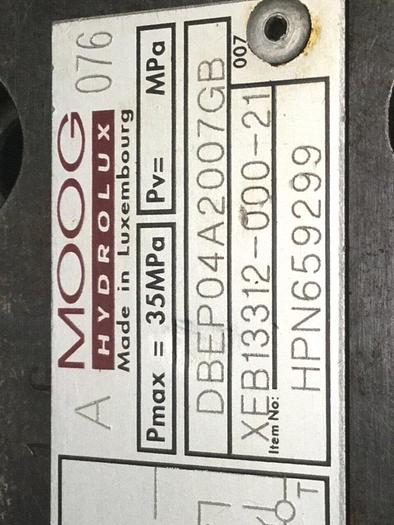 A MOOG 076
HYDROLUX
Made in Luxembourg
Pmax = 35MPa Pv= MPa
DBEP04A2007GB 007
XEB13312-000-21
Item No:
HPN659299
T